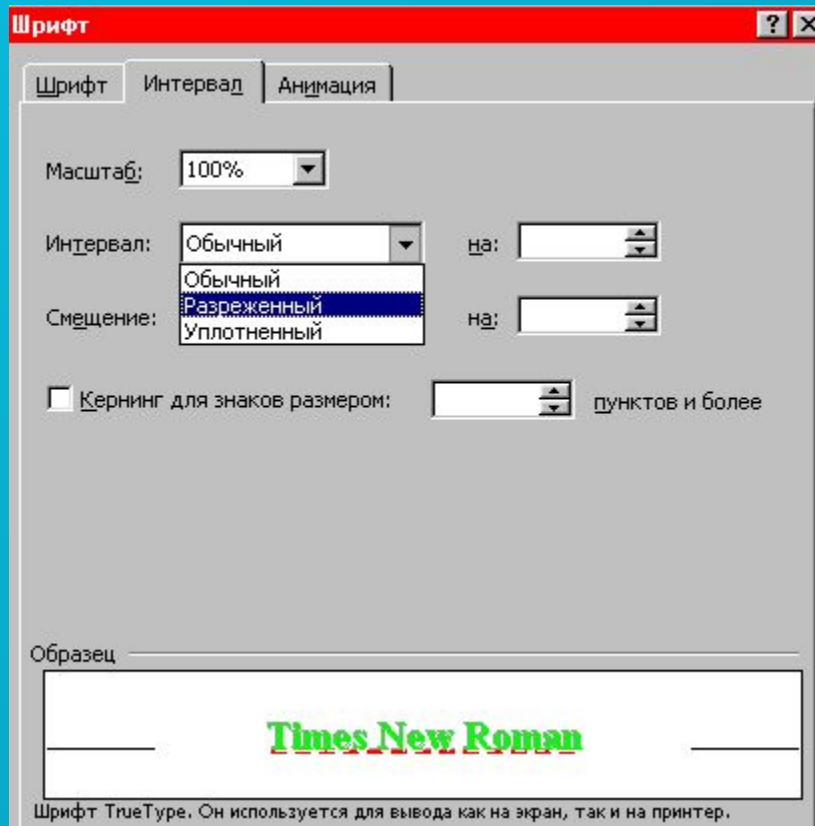 Шрифт
Шрифт Интервал Анимация
Масштаб: 100%
Интервал: Обычный на:
Обычный
Разреженный
Смещение: на:
Уплотненный
Кернинг для знаков размером: пунктов и более
Образец
Times New Roman
Шрифт TrueType. Он используется для вывода как на экран, так и на принтер.